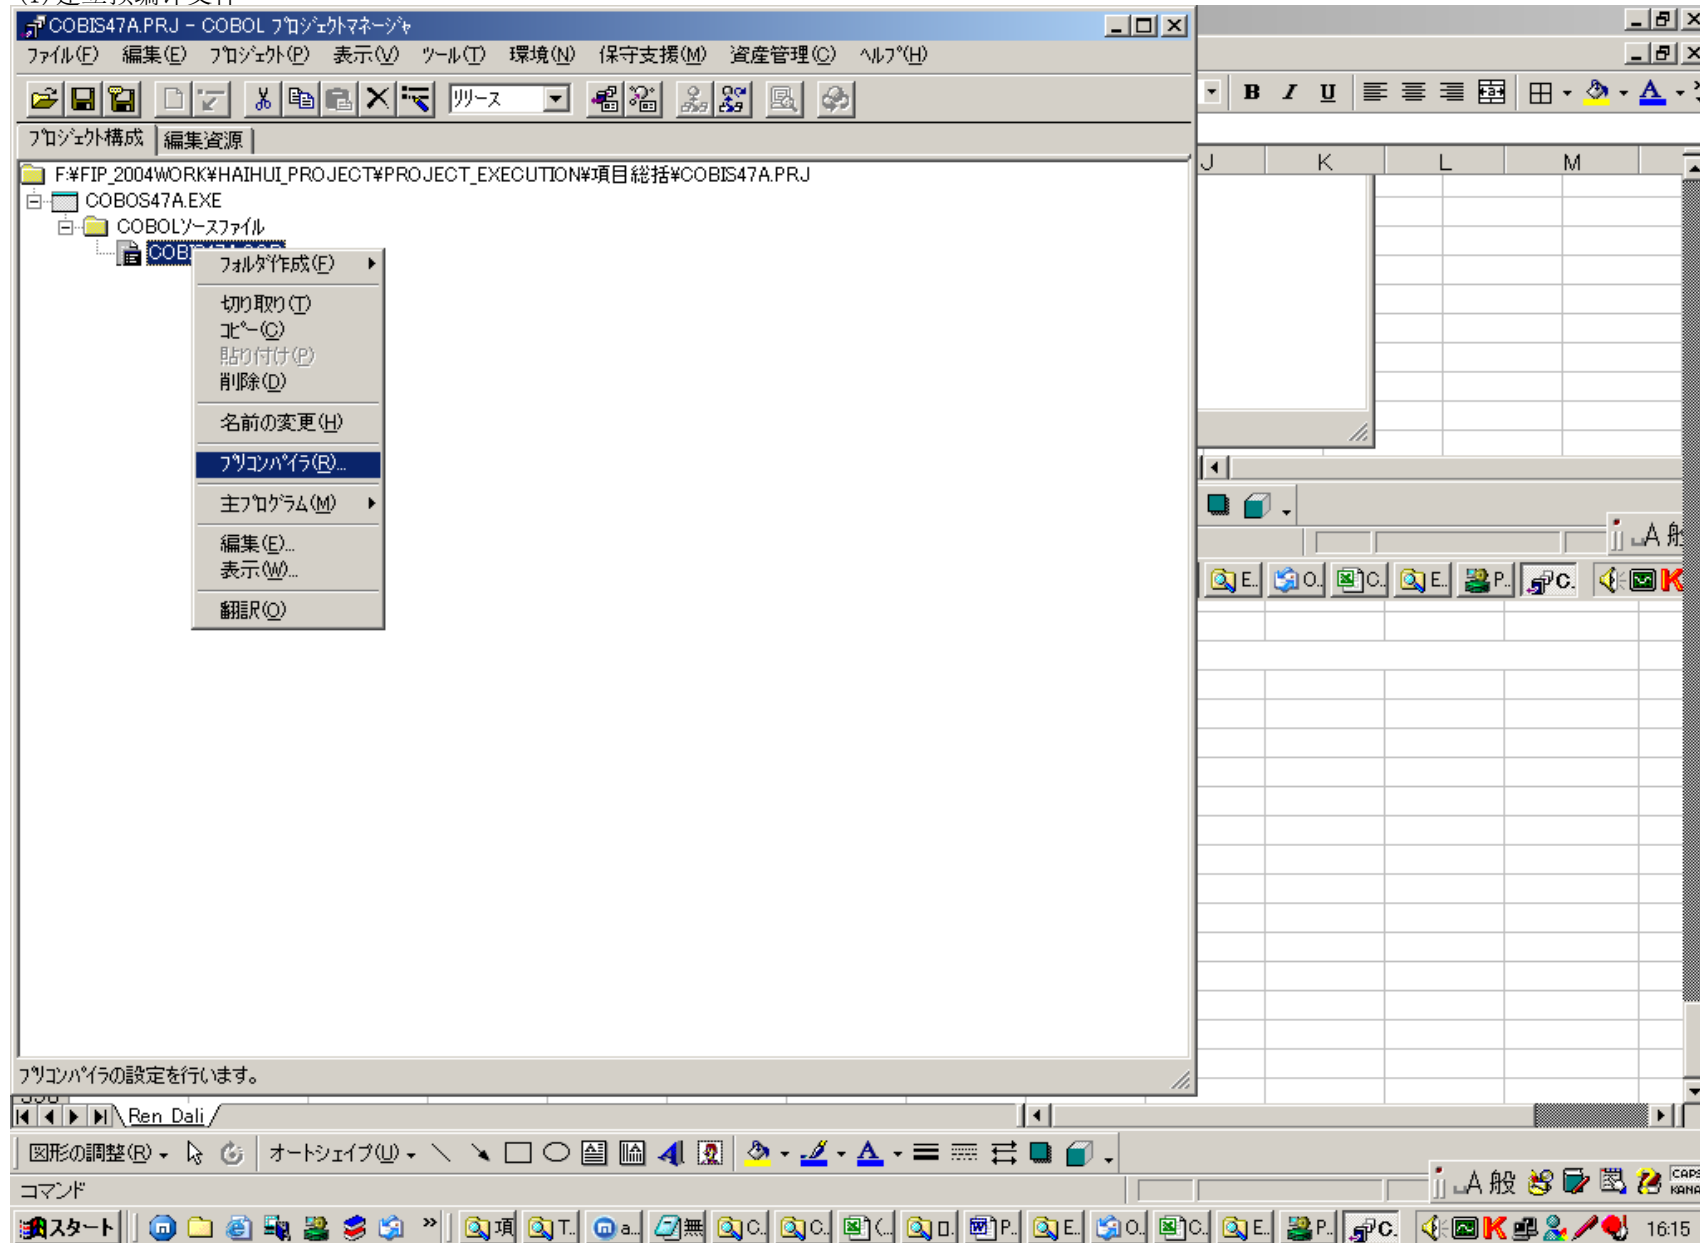 COBIS47A.PRJ - COBOL ﾌﾟﾛｼﾞｪｸﾄﾏﾈｰｼﾞｬ
ﾌｧｲﾙ(F) 編集(E) ﾌﾟﾛｼﾞｪｸﾄ(P) 表示(V) ﾂｰﾙ(T) 環境(N) 保守支援(M) 資産管理(C) ﾍﾙﾌﾟ(H)
ﾘﾘｰｽ
B I U A
ﾌﾟﾛｼﾞｪｸﾄ構成 編集資源
F:¥FIP_2004WORK¥HAIHUI_PROJECT¥PROJECT_EXECUTION¥項目総括¥COBIS47A.PRJ
J K L M
COBOS47A.EXE
COBOLｿｰｽﾌｧｲﾙ
ﾌｫﾙﾀﾞ作成(F)
切り取り(T)
ｺﾋﾟｰ(C)
貼り付け(P)
削除(D)
名前の変更(H)
ﾌﾟﾘｺﾝﾊﾟｲﾗ(R)...
主ﾌﾟﾛｸﾞﾗﾑ(M)
編集(E)...
表示(W)...
翻訳(O)
A 般
E.. O.. C.. E.. P.. C.
ﾌﾟﾘｺﾝﾊﾟｲﾗの設定を行います。
Ren Dali
図形の調整(R) オートシェイプ(U) A
コマンド
A 般 CAPS
KANA
スタート » 項 T.. a.. 無 C.. C.. (.. ロ.. P.. E.. O.. C.. E.. P.. C. 16:15